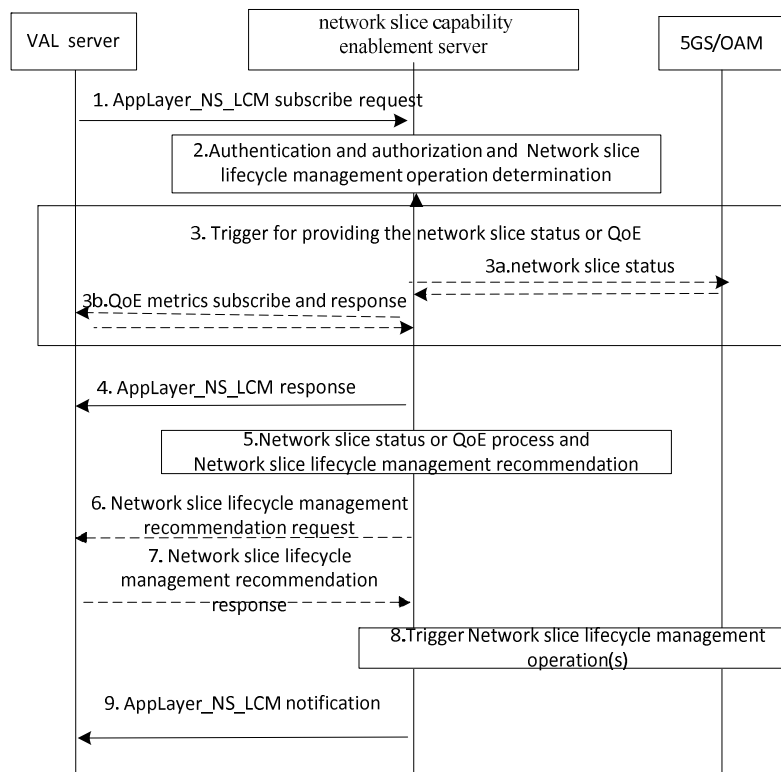 VAL server
network slice capability
enablement server
5GS/OAM
1. AppLayer_NS_LCM subscribe request
2.Authentication and authorization and Network slice
lifecycle management operation determination
3. Trigger for providing the network slice status or QoE
3a.network slice status
3b.QoE metrics subscribe and response
4. AppLayer_NS_LCM response
5.Network slice status or QoE process and
Network slice lifecycle management recommendation
6. Network slice lifecycle management
recommendation request
7. Network slice lifecycle
management recommendation
response
8.Trigger Network slice lifecycle management
operation(s)
9. AppLayer_NS_LCM notification